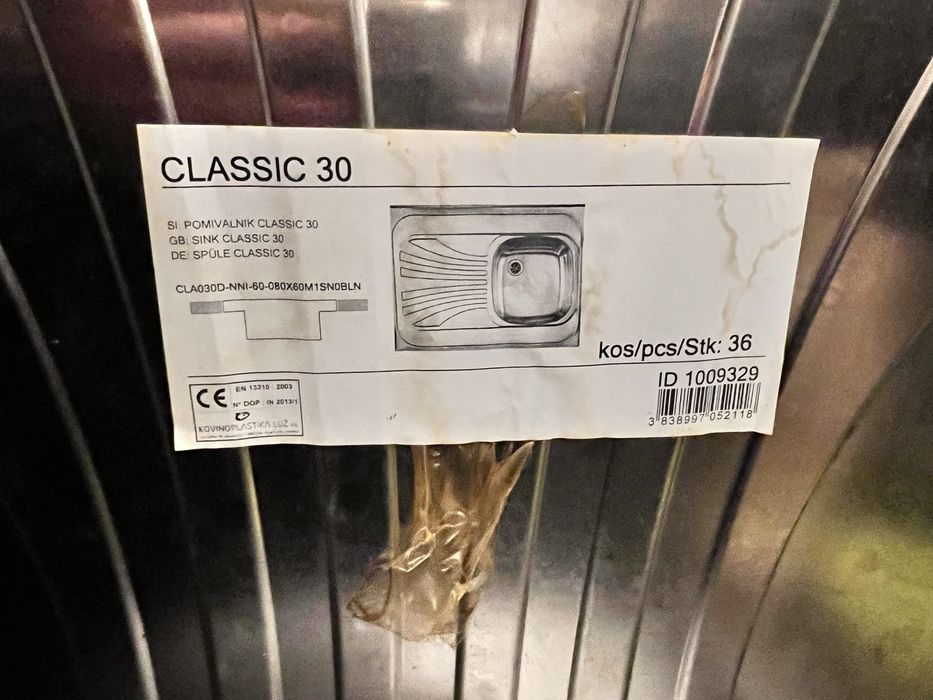 CLASSIC 30
SI: POMIVALNIK CLASSIC 30
GB: SINK CLASSIC 30
DE: SPÜLE CLASSIC 30
CLA030D-NNI-60-080X60M1SN0BLN
kos/pcs/Stk: 36
ID 1009329
3 838997 052118
CE
EN 13310 : 2003
N° DOP : IN 2013/1
KOVINOPLASTIKA LOŽ